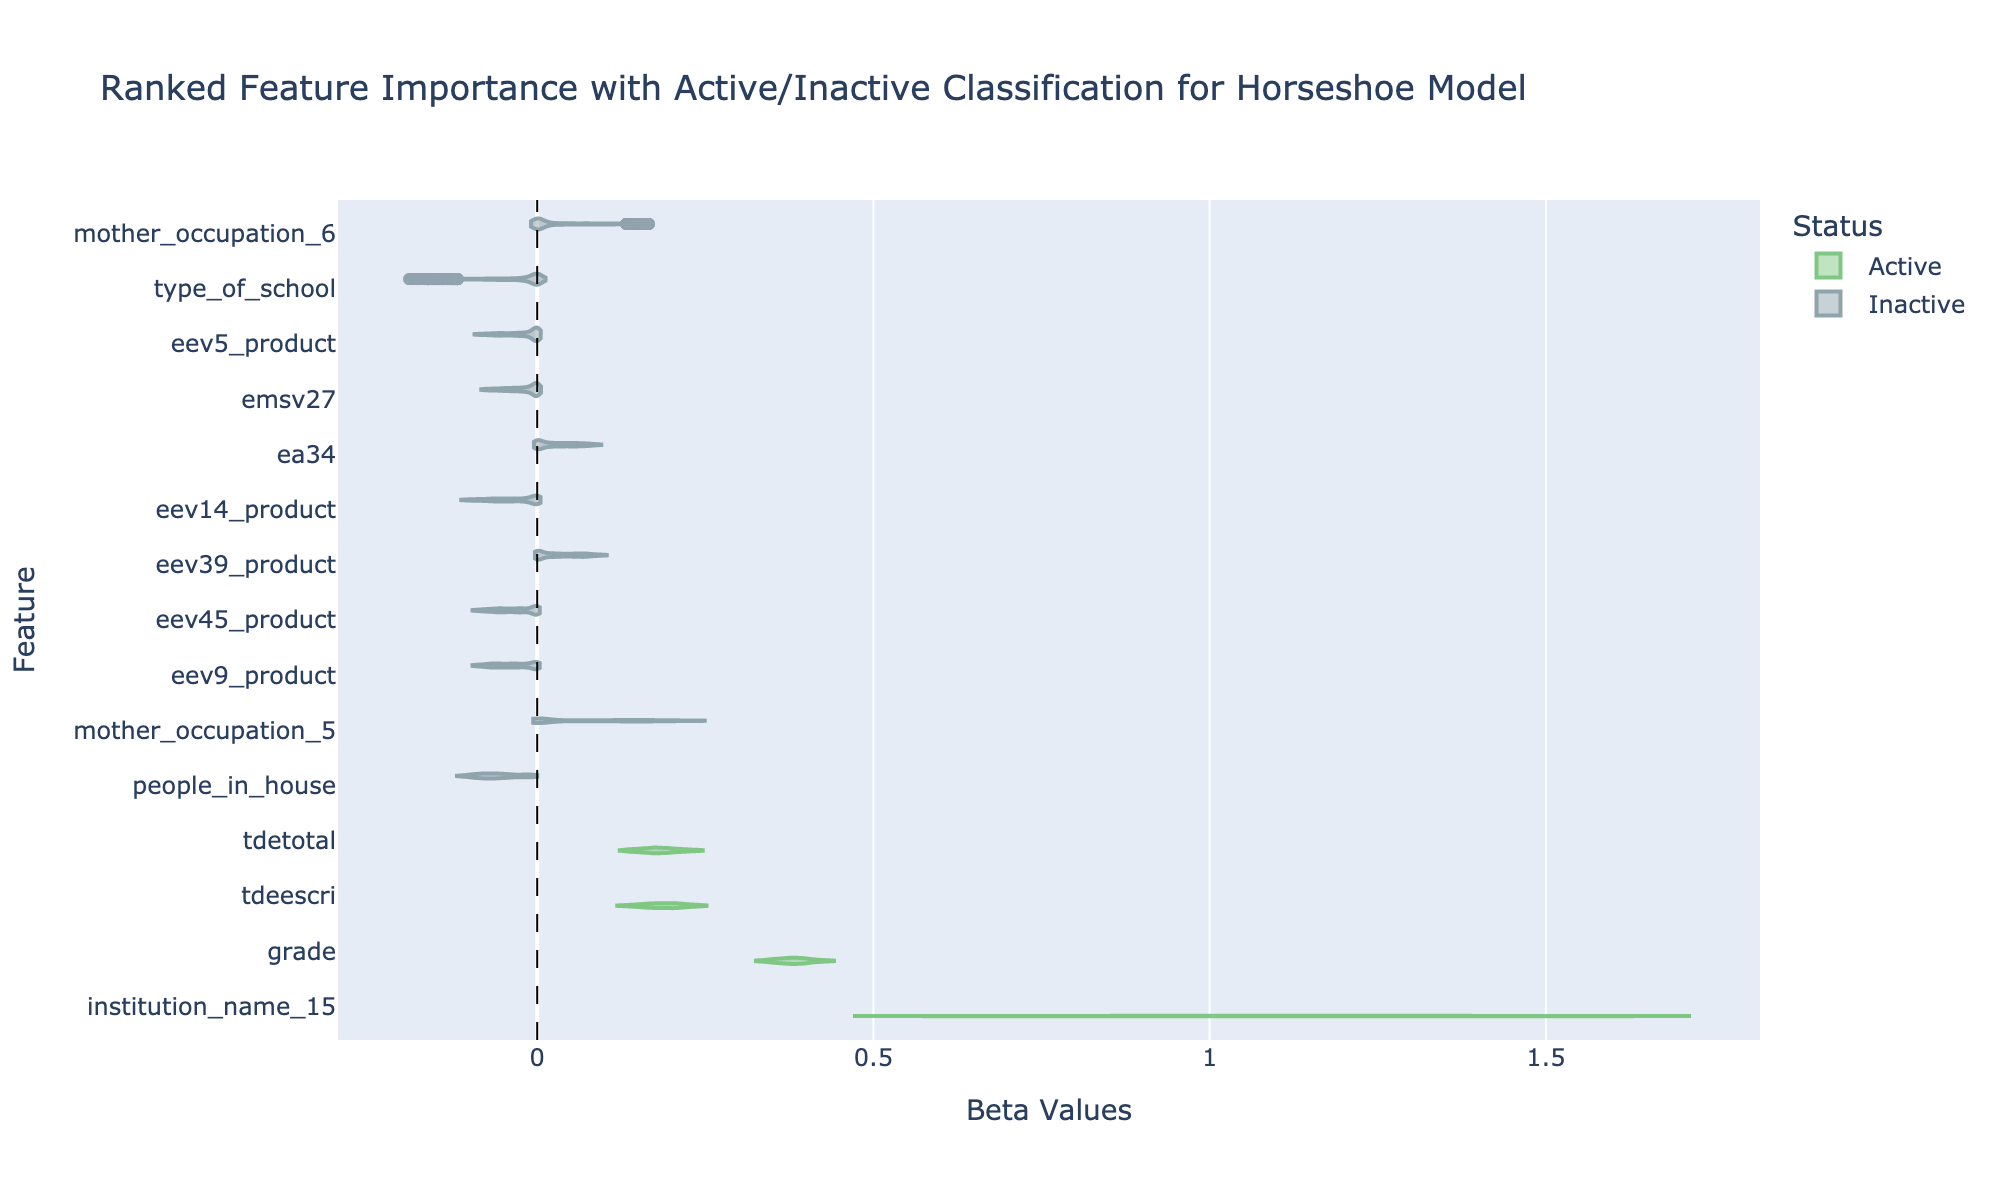 Ranked Feature Importance with Active/Inactive Classification for Horseshoe Model
Status
Active
Inactive
Feature
mother_occupation_6
type_of_school
eev5_product
emsv27
ea34
eev14_product
eev39_product
eev45_product
eev9_product
mother_occupation_5
people_in_house
tdetotal
tdeescri
grade
institution_name_15
0 0.5 1 1.5
Beta Values